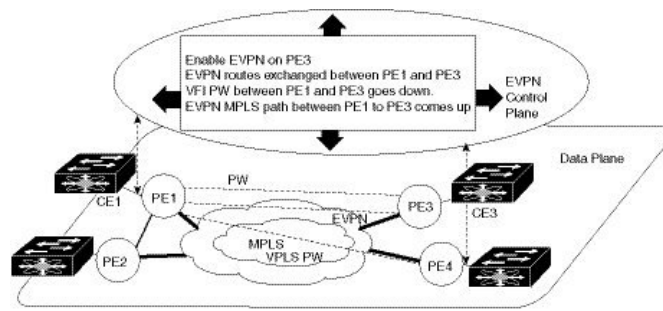 Enable EVPN on PE3
EVPN routes exchanged between PE1 and PE3
VFI PW between PE1 and PE3 goes down.
EVPN MPLS path between PE1 to PE3 comes up
EVPN
Control
Plane
Data Plane
PW
CE1
PE1
EVPN
PE3
CE3
MPLS
VPLS PW
PE2
PE4